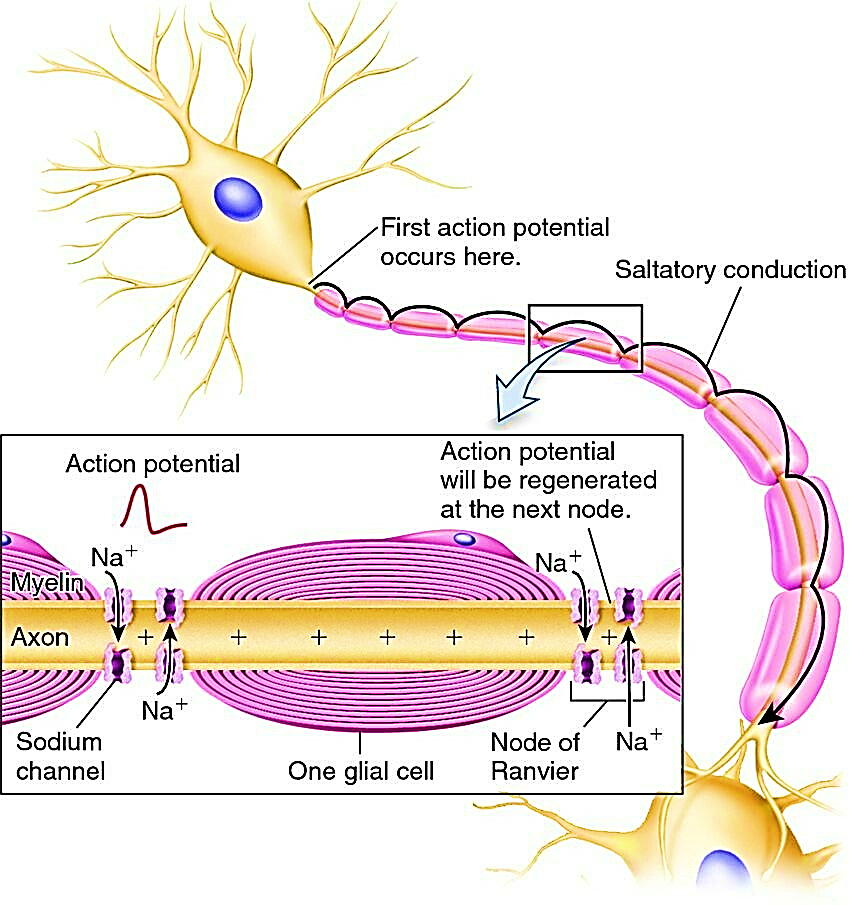 First action potential
occurs here.
Saltatory conduction
Action potential
Action potential
will be regenerated
at the next node.
Na+
Na+
Myelin
Axon
+ + + + + + +
Na+
Na+
Sodium
channel
One glial cell
Node of
Ranvier